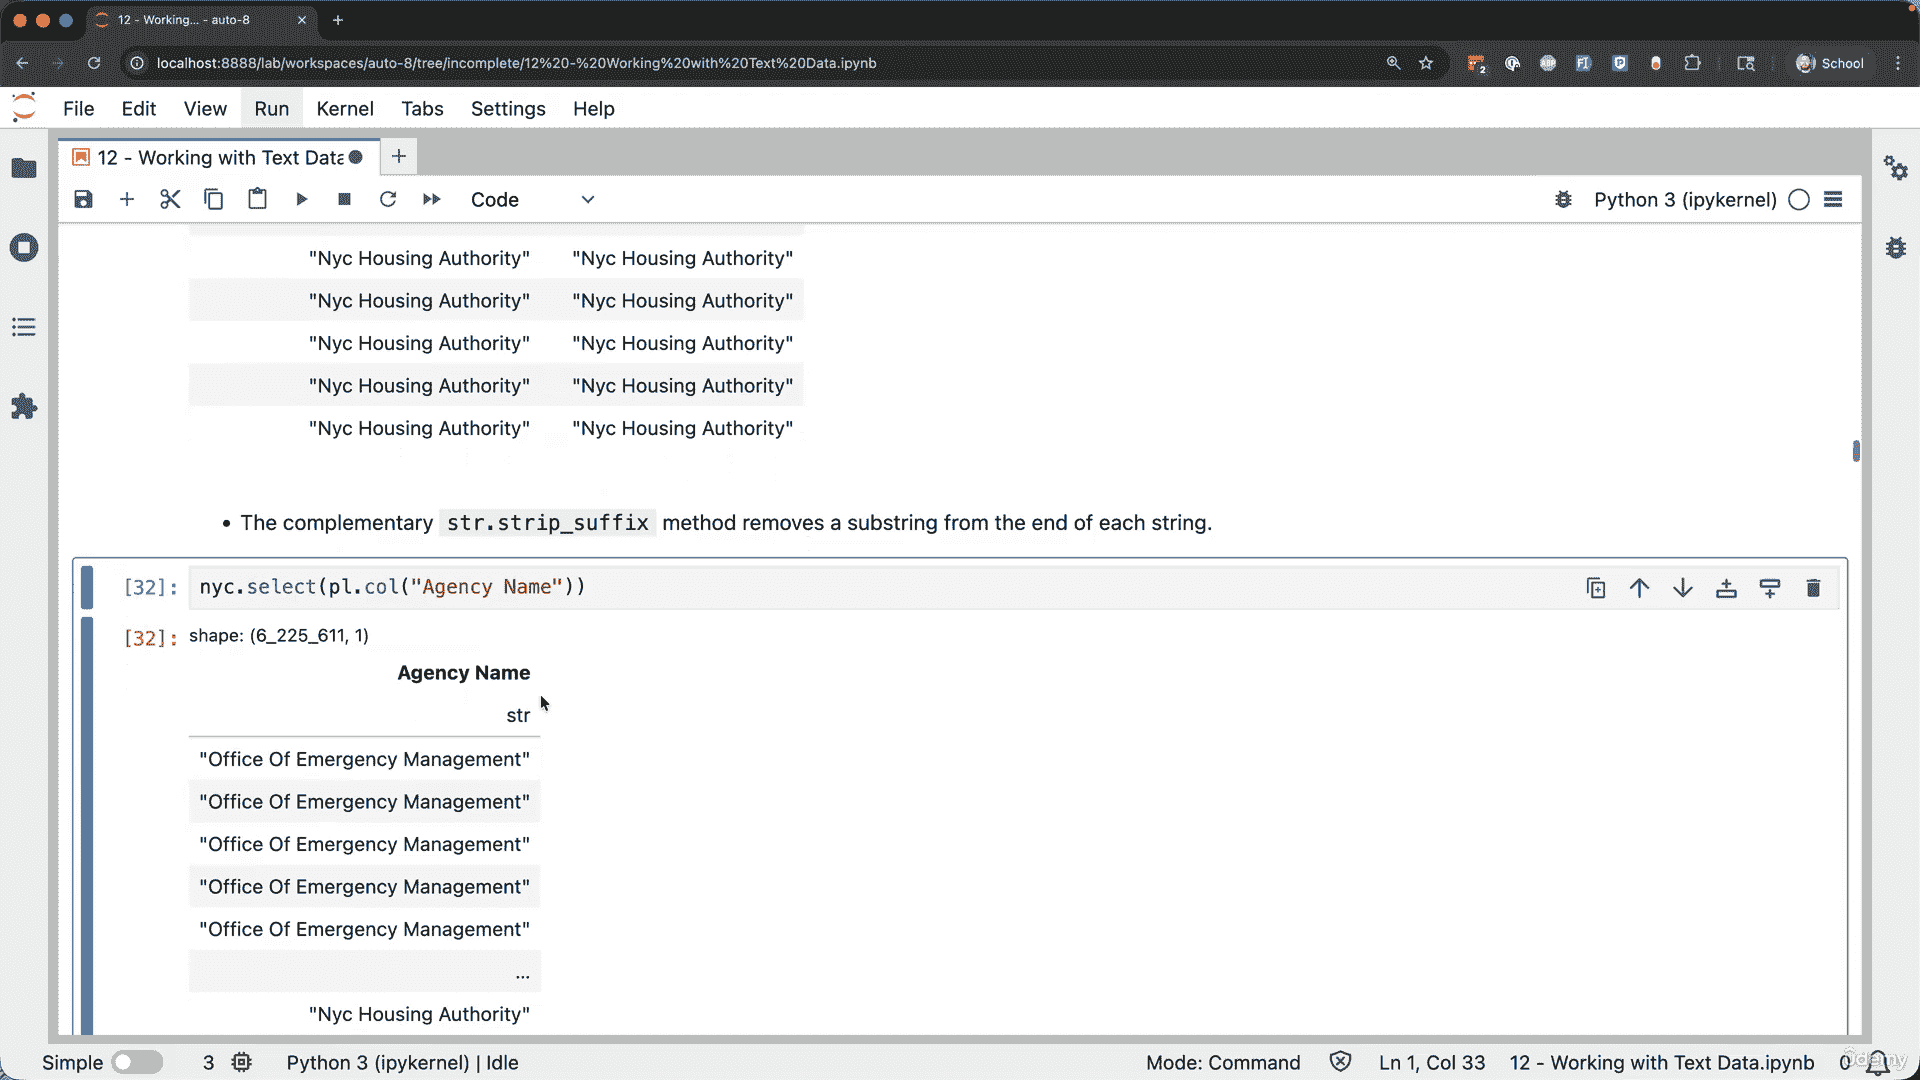 12 - Working... - auto-8
localhost:8888/lab/workspaces/auto-8/tree/incomplete/12%20-%20Working%20with%20Text%20Data.ipynb
2
ABP
School
File Edit View Run Kernel Tabs Settings Help
12 - Working with Text Data
Code
Python 3 (ipykernel)
"Nyc Housing Authority" "Nyc Housing Authority"
"Nyc Housing Authority" "Nyc Housing Authority"
"Nyc Housing Authority" "Nyc Housing Authority"
"Nyc Housing Authority" "Nyc Housing Authority"
"Nyc Housing Authority" "Nyc Housing Authority"
• The complementary str.strip_suffix method removes a substring from the end of each string.
[32]: nyc.select(pl.col("Agency Name"))
[32]: shape: (6_225_611, 1)
Agency Name
str
"Office Of Emergency Management"
"Office Of Emergency Management"
"Office Of Emergency Management"
"Office Of Emergency Management"
"Office Of Emergency Management"
...
"Nyc Housing Authority"
Simple 3 Python 3 (ipykernel) | Idle Mode: Command Ln 1, Col 33 12 - Working with Text Data.ipynb 0
udemy